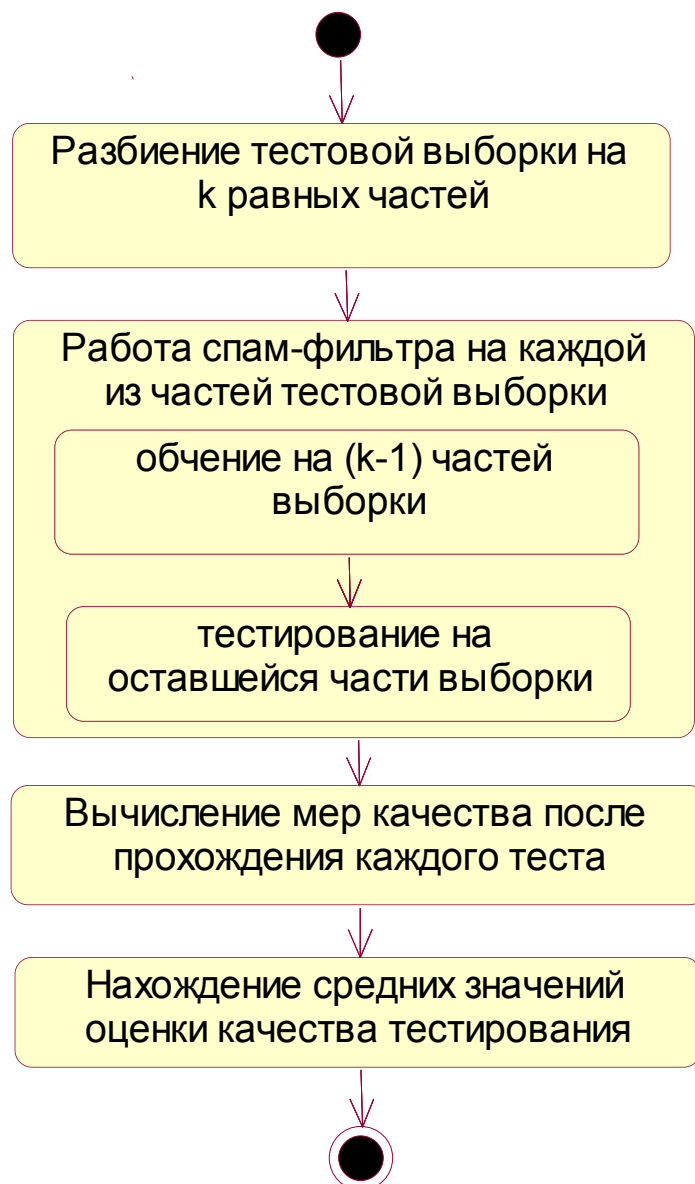 Разбиение тестовой выборки на
k равных частей
Работа спам-фильтра на каждой
из частей тестовой выборки
обчение на (k-1) частей
выборки
тестирование на
оставшейся части выборки
Вычисление мер качества после
прохождения каждого теста
Нахождение средних значений
оценки качества тестирования